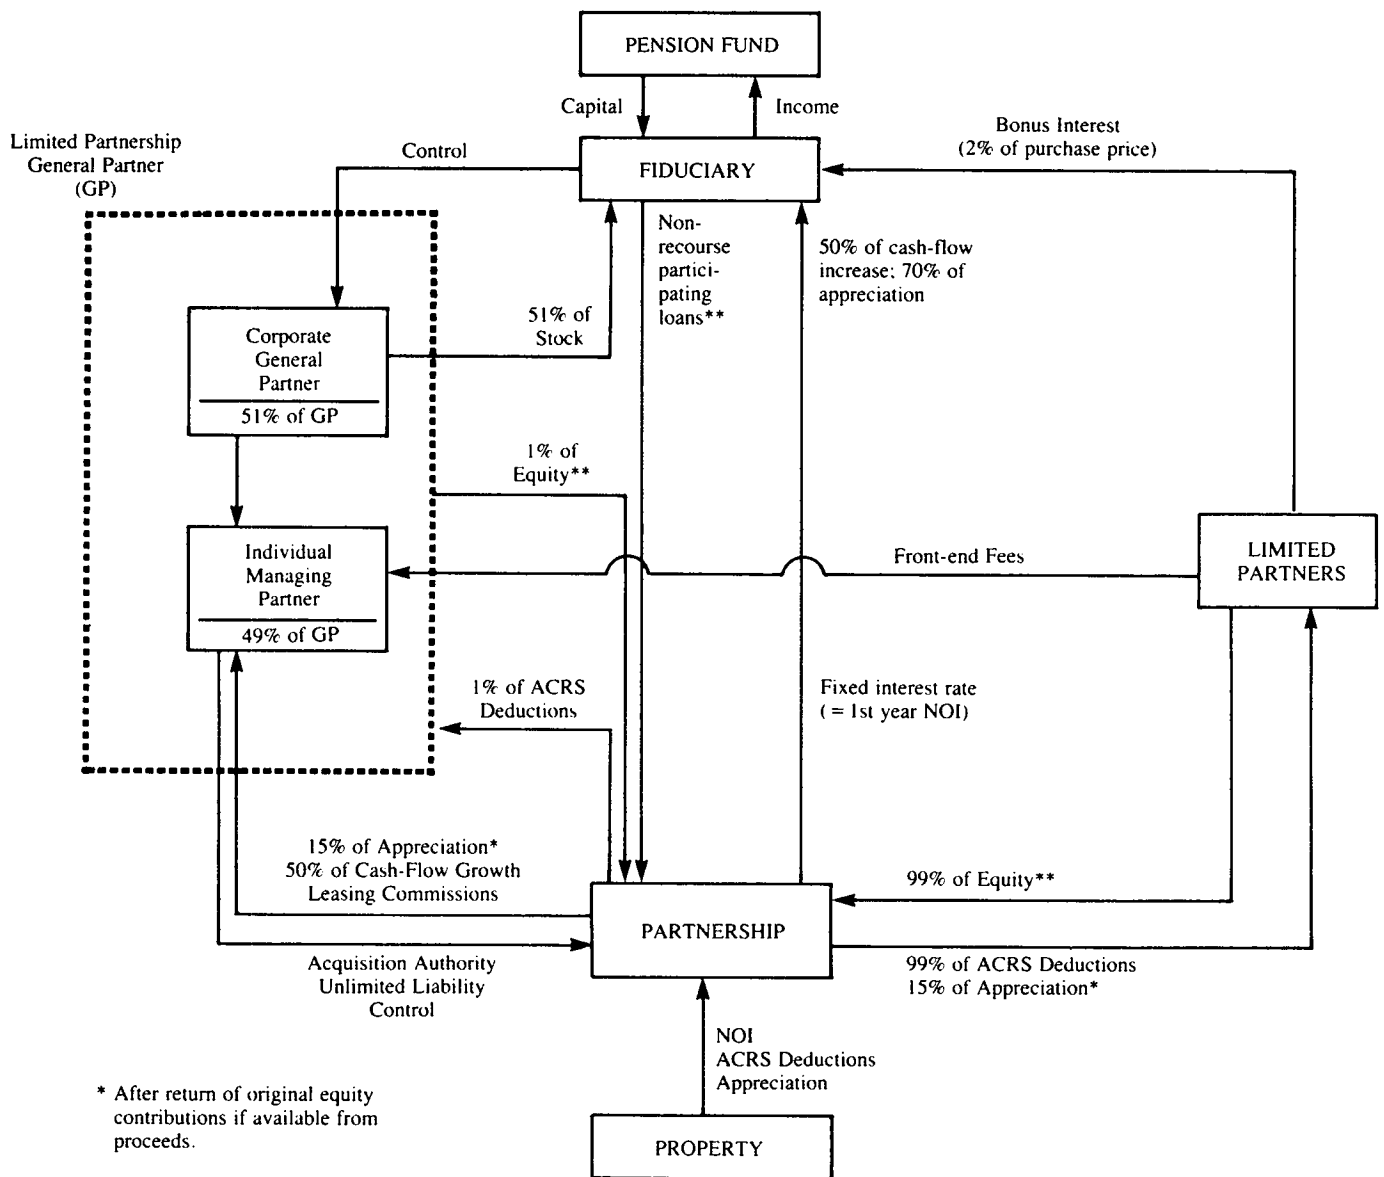 PENSION FUND
Capital
Income
Limited Partnership
General Partner
(GP)
Control
FIDUCIARY
Bonus Interest
(2% of purchase price)
Non-
recourse
partici-
pating
loans**
50% of cash-flow
increase; 70% of
appreciation
51% of
Stock
Corporate
General
Partner
51% of GP
1% of
Equity**
Individual
Managing
Partner
49% of GP
Front-end Fees
LIMITED
PARTNERS
1% of ACRS
Deductions
Fixed interest rate
( = 1st year NOI)
15% of Appreciation*
50% of Cash-Flow Growth
Leasing Commissions
99% of Equity**
PARTNERSHIP
Acquisition Authority
Unlimited Liability
Control
99% of ACRS Deductions
15% of Appreciation*
NOI
ACRS Deductions
Appreciation
* After return of original equity
contributions if available from
proceeds.
PROPERTY